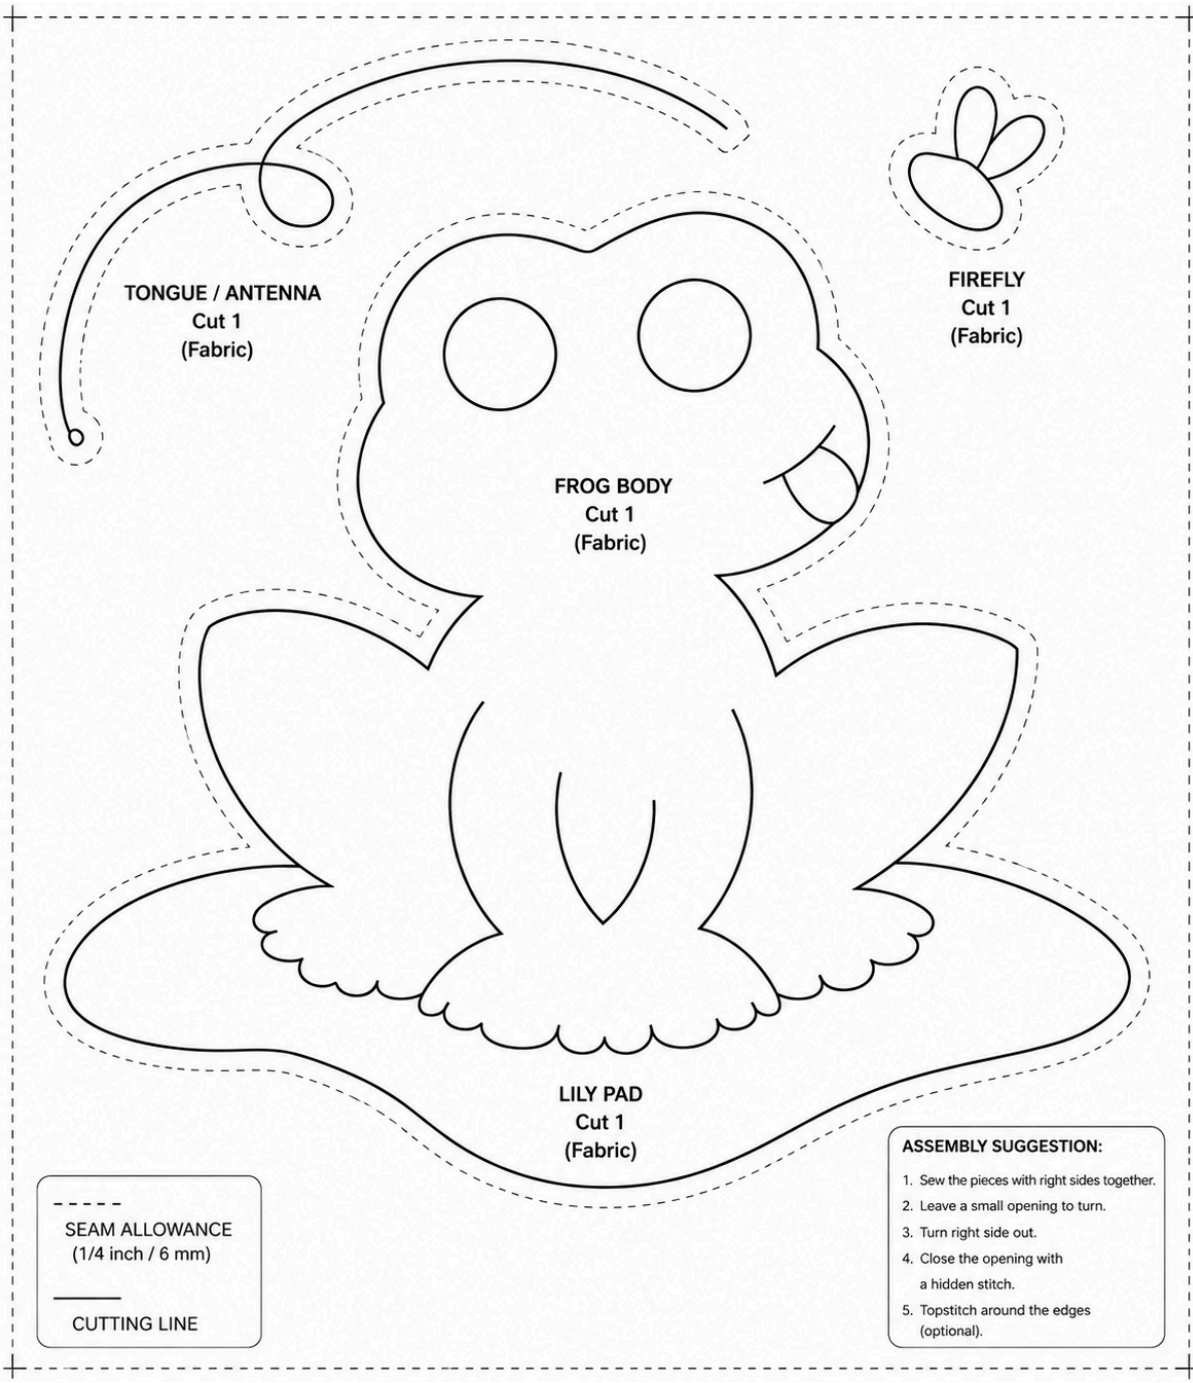 TONGUE / ANTENNA
Cut 1
(Fabric)
FIREFLY
Cut 1
(Fabric)
FROG BODY
Cut 1
(Fabric)
LILY PAD
Cut 1
(Fabric)
SEAM ALLOWANCE
(1/4 inch / 6 mm)
CUTTING LINE
ASSEMBLY SUGGESTION:
1. Sew the pieces with right sides together.
2. Leave a small opening to turn.
3. Turn right side out.
4. Close the opening with
a hidden stitch.
5. Topstitch around the edges
(optional).